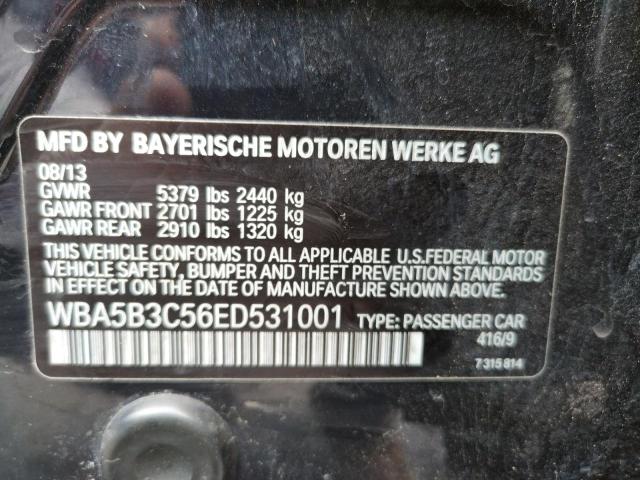 MFD BY BAYERISCHE MOTOREN WERKE AG
08/13
GVWR 5379 lbs 2440 kg
GAWR FRONT 2701 lbs 1225 kg
GAWR REAR 2910 lbs 1320 kg
THIS VEHICLE CONFORMS TO ALL APPLICABLE U.S.FEDERAL MOTOR
VEHICLE SAFETY, BUMPER AND THEFT PREVENTION STANDARDS
IN EFFECT ON THE DATE OF MANUFACTURE SHOWN ABOVE.
WBA5B3C56ED531001 TYPE: PASSENGER CAR
416/9
7 315 814